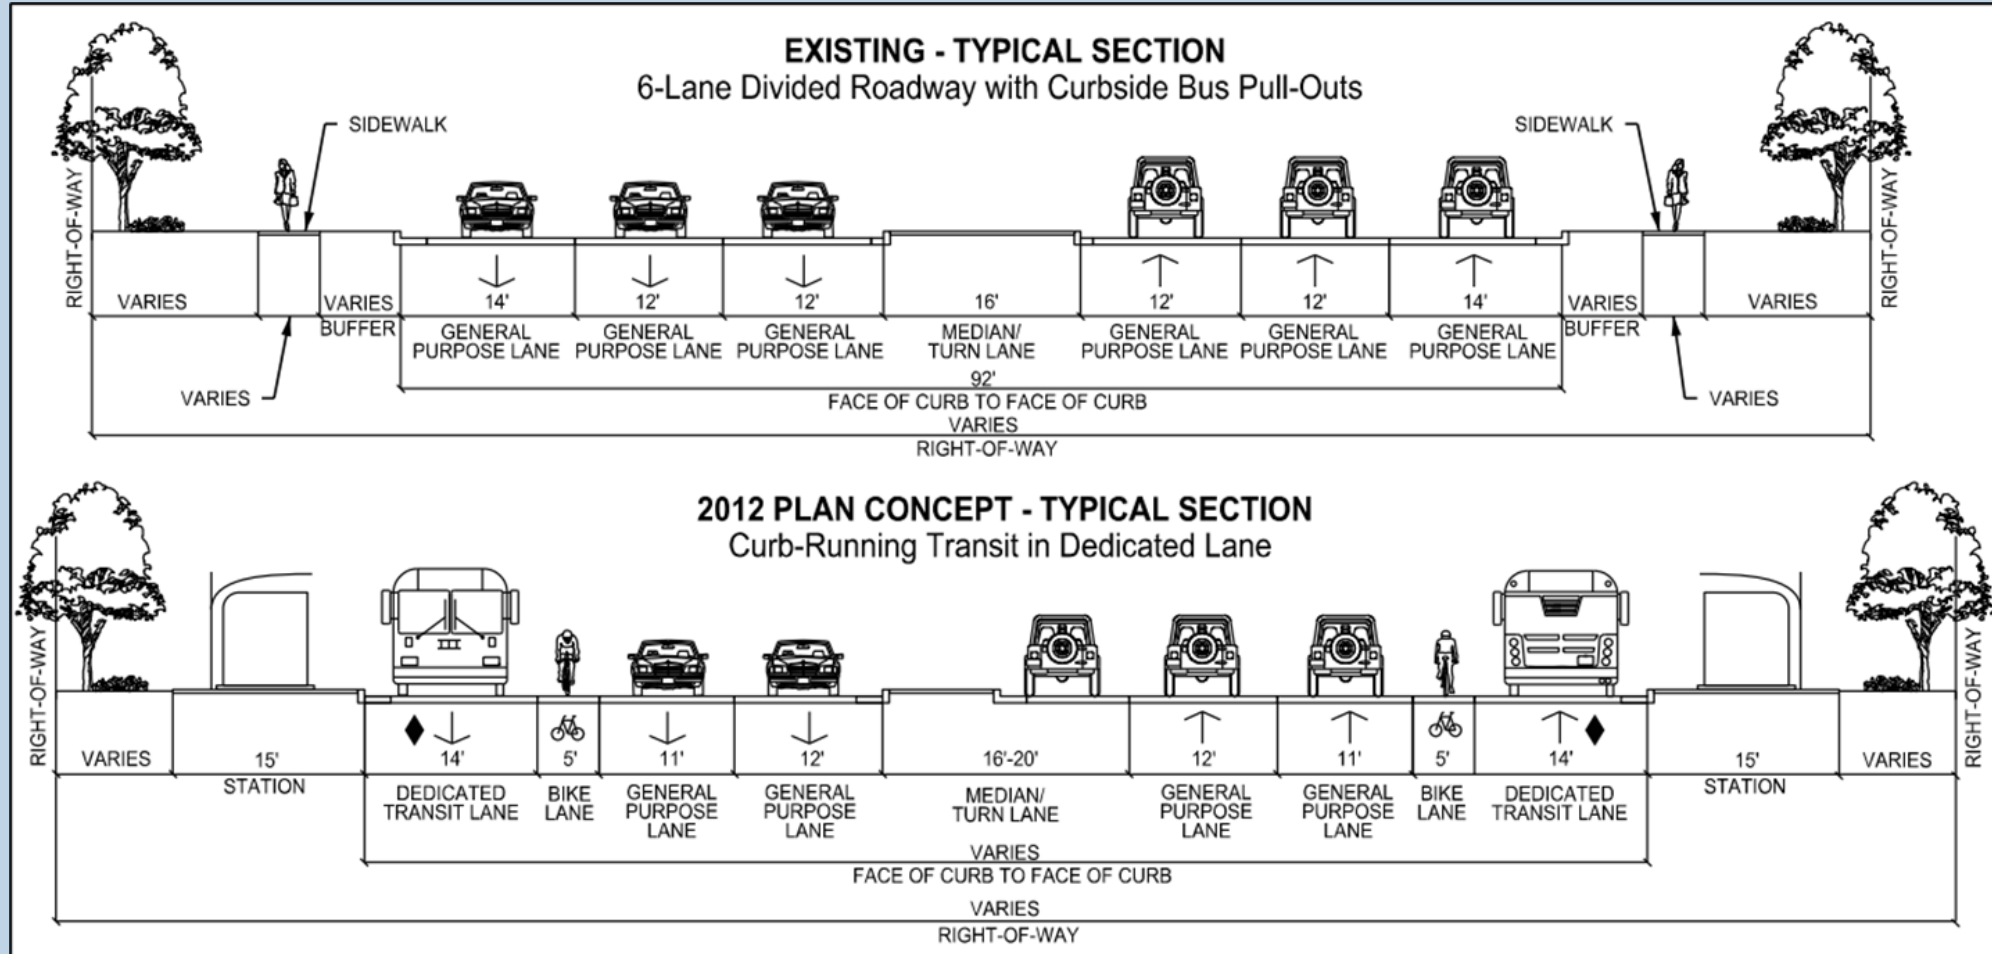 EXISTING - TYPICAL SECTION
6-Lane Divided Roadway with Curbside Bus Pull-Outs
SIDEWALK
SIDEWALK
RIGHT-OF-WAY
RIGHT-OF-WAY
VARIES
VARIES
BUFFER
14'
12'
12'
16'
12'
12'
14'
VARIES
BUFFER
VARIES
GENERAL
PURPOSE LANE
GENERAL
PURPOSE LANE
GENERAL
PURPOSE LANE
MEDIAN/
TURN LANE
GENERAL
PURPOSE LANE
GENERAL
PURPOSE LANE
GENERAL
PURPOSE LANE
VARIES
92'
FACE OF CURB TO FACE OF CURB
VARIES
VARIES
RIGHT-OF-WAY
2012 PLAN CONCEPT - TYPICAL SECTION
Curb-Running Transit in Dedicated Lane
RIGHT-OF-WAY
RIGHT-OF-WAY
VARIES
15'
14'
5'
11'
12'
16'-20'
12'
11'
5'
14'
15'
VARIES
STATION
DEDICATED
TRANSIT LANE
BIKE
LANE
GENERAL
PURPOSE
LANE
GENERAL
PURPOSE
LANE
MEDIAN/
TURN LANE
GENERAL
PURPOSE
LANE
GENERAL
PURPOSE
LANE
BIKE
LANE
DEDICATED
TRANSIT LANE
STATION
VARIES
FACE OF CURB TO FACE OF CURB
VARIES
RIGHT-OF-WAY